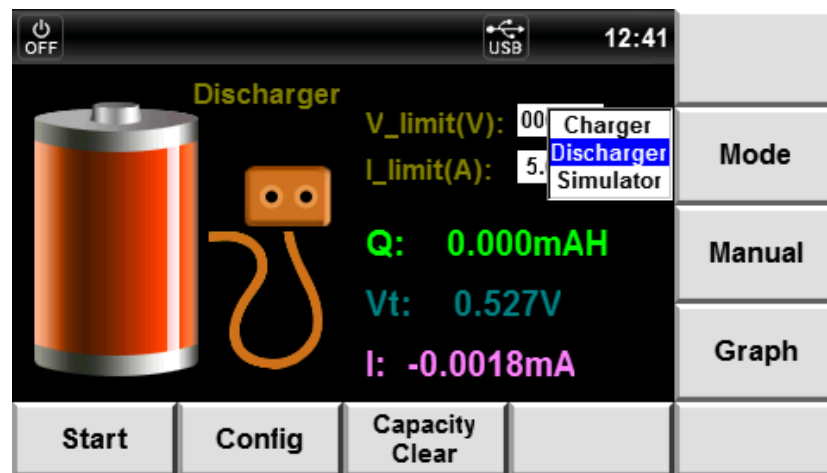 OFF
USB
12:41
Discharger
V_limit(V): 00
I_limit(A): 5.
Charger
Discharger
Simulator
Q: 0.000mAH
Vt: 0.527V
I: -0.0018mA
Mode
Manual
Graph
Start
Config
Capacity
Clear